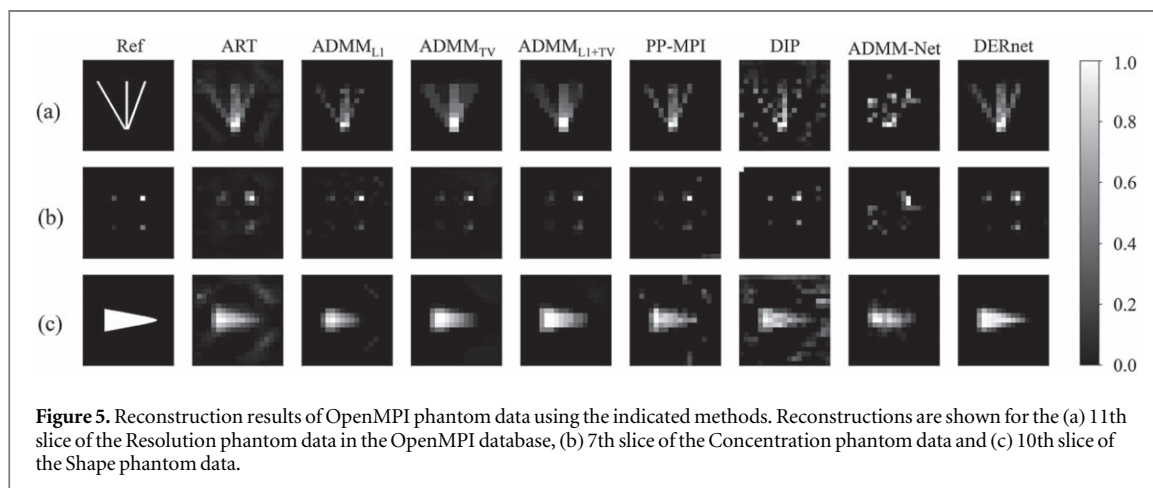 Ref ART ADMM_L1 ADMM_TV ADMM_L1+TV PP-MPI DIP ADMM-Net DERnet
(a)
(b)
(c)
1.0
0.8
0.6
0.4
0.2
0.0
Figure 5. Reconstruction results of OpenMPI phantom data using the indicated methods. Reconstructions are shown for the (a) 11th
slice of the Resolution phantom data in the OpenMPI database, (b) 7th slice of the Concentration phantom data and (c) 10th slice of
the Shape phantom data.